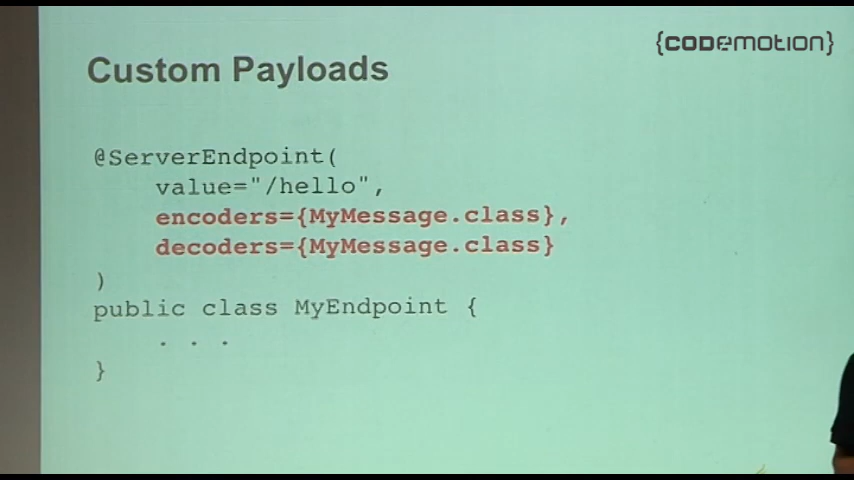 {CODEMOTION}
Custom Payloads
@ServerEndpoint(
value="/hello",
encoders={MyMessage.class},
decoders={MyMessage.class}
)
public class MyEndpoint {
. . .
}